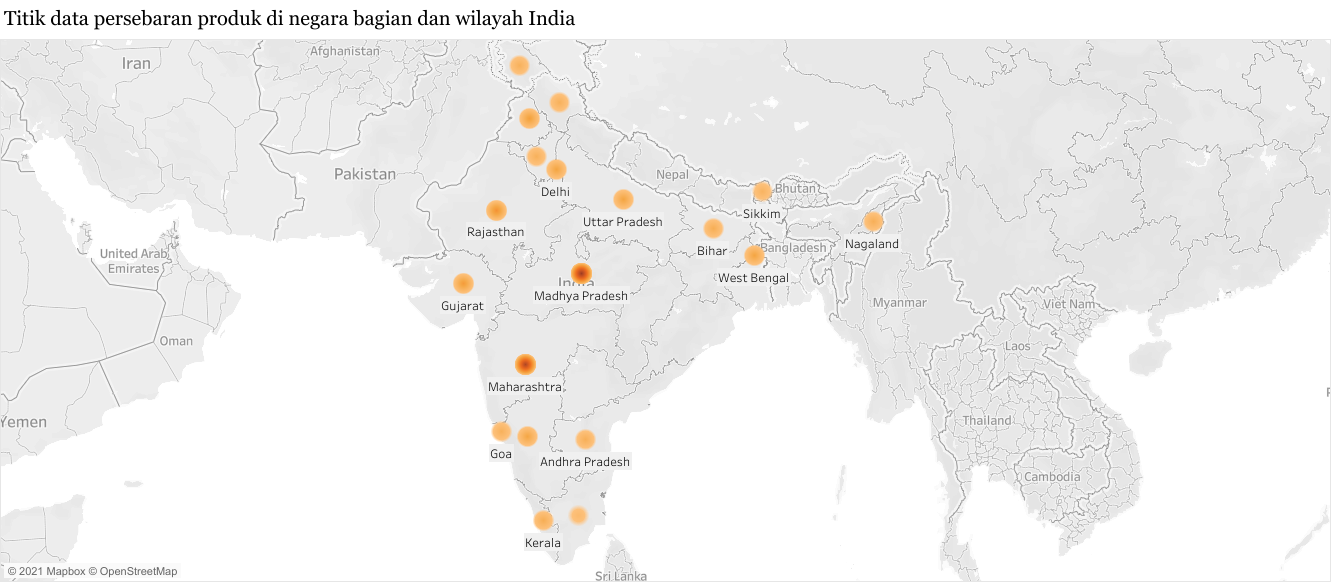 Titik data persebaran produk di negara bagian dan wilayah India
Afghanistan
Iran
Pakistan
Nepal
Delhi
Bhutan
Uttar Pradesh
Sikkim
Rajasthan
Nagaland
Bihar
Bangladesh
United Arab
Emirates
West Bengal
India
Madhya Pradesh
Gujarat
Myanmar
Viet Nam
Oman
Laos
Maharashtra
Yemen
Thailand
Goa
Andhra Pradesh
Cambodia
Kerala
© 2021 Mapbox © OpenStreetMap
Sri Lanka